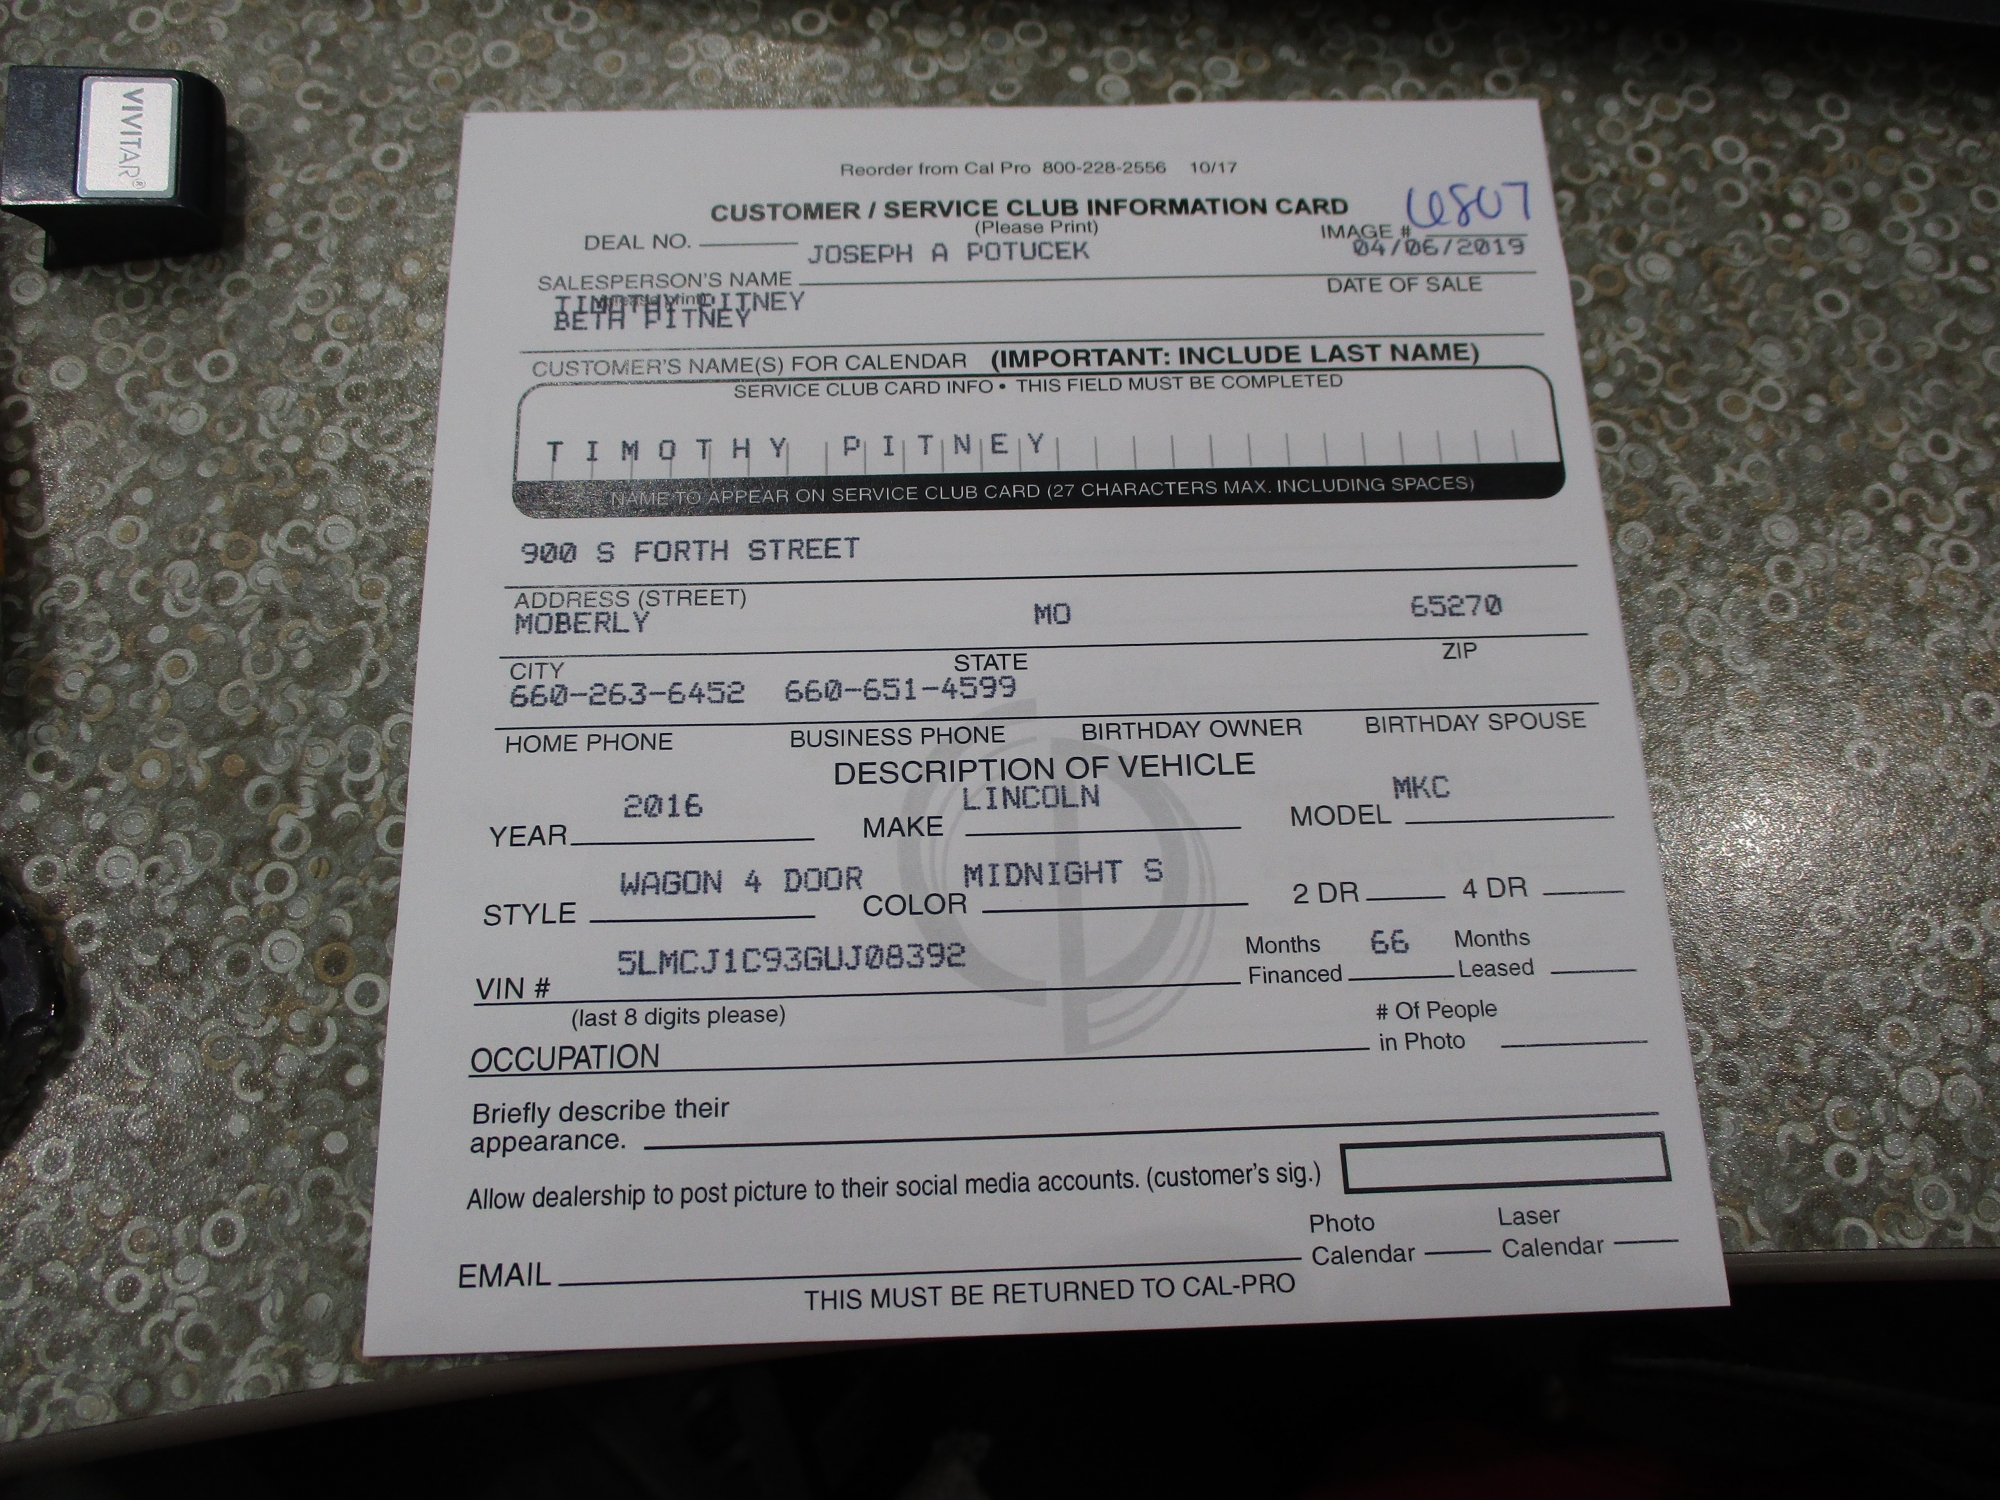 VIVITAR®
Reorder from Cal Pro 800-228-2556 10/17
CUSTOMER / SERVICE CLUB INFORMATION CARD
(Please Print)
6807
DEAL NO. IMAGE #
JOSEPH A POTUCEK 04/06/2019
SALESPERSON'S NAME DATE OF SALE
(please print)
TIMOTHY PITNEY
BETH PITNEY
CUSTOMER'S NAME(S) FOR CALENDAR (IMPORTANT: INCLUDE LAST NAME)
SERVICE CLUB CARD INFO • THIS FIELD MUST BE COMPLETED
TIMOTHY PITNEY
NAME TO APPEAR ON SERVICE CLUB CARD (27 CHARACTERS MAX. INCLUDING SPACES)
900 S FORTH STREET
ADDRESS (STREET)
MOBERLY MO 65270
CITY STATE ZIP
660-263-6452 660-651-4599
HOME PHONE BUSINESS PHONE BIRTHDAY OWNER BIRTHDAY SPOUSE
DESCRIPTION OF VEHICLE
2016 LINCOLN MKC
YEAR MAKE MODEL
WAGON 4 DOOR MIDNIGHT S
STYLE COLOR 2 DR 4 DR
5LMCJ1C93GUJ08392 Months 66 Months
VIN # Financed Leased
(last 8 digits please) # Of People
OCCUPATION in Photo
Briefly describe their
appearance.
Allow dealership to post picture to their social media accounts. (customer's sig.)
Photo Laser
EMAIL Calendar Calendar
THIS MUST BE RETURNED TO CAL-PRO